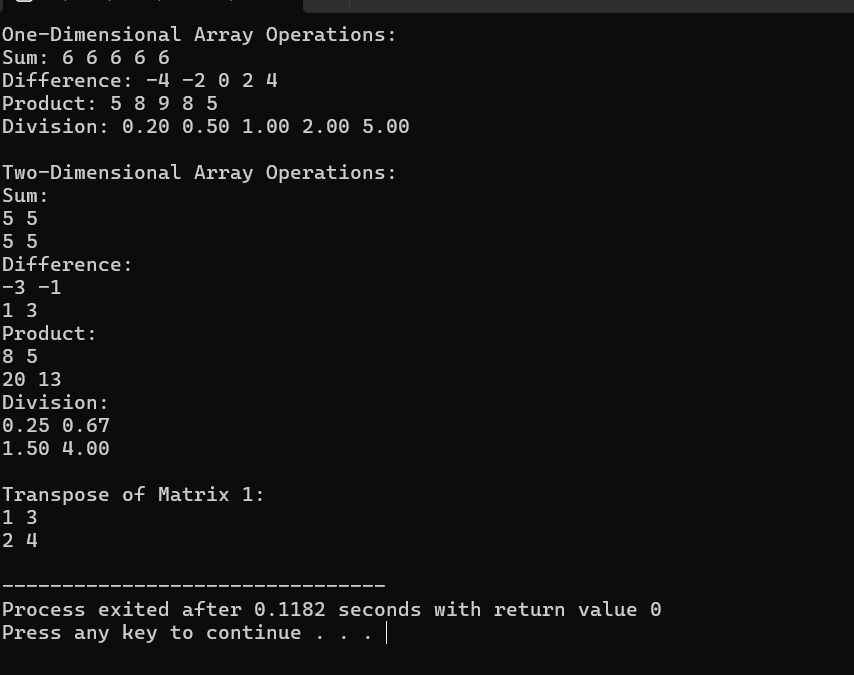 One-Dimensional Array Operations:
Sum: 6 6 6 6 6
Difference: -4 -2 0 2 4
Product: 5 8 9 8 5
Division: 0.20 0.50 1.00 2.00 5.00
Two-Dimensional Array Operations:
Sum:
5 5
5 5
Difference:
-3 -1
1 3
Product:
8 5
20 13
Division:
0.25 0.67
1.50 4.00
Transpose of Matrix 1:
1 3
2 4
--------------------------------
Process exited after 0.1182 seconds with return value 0
Press any key to continue . . .